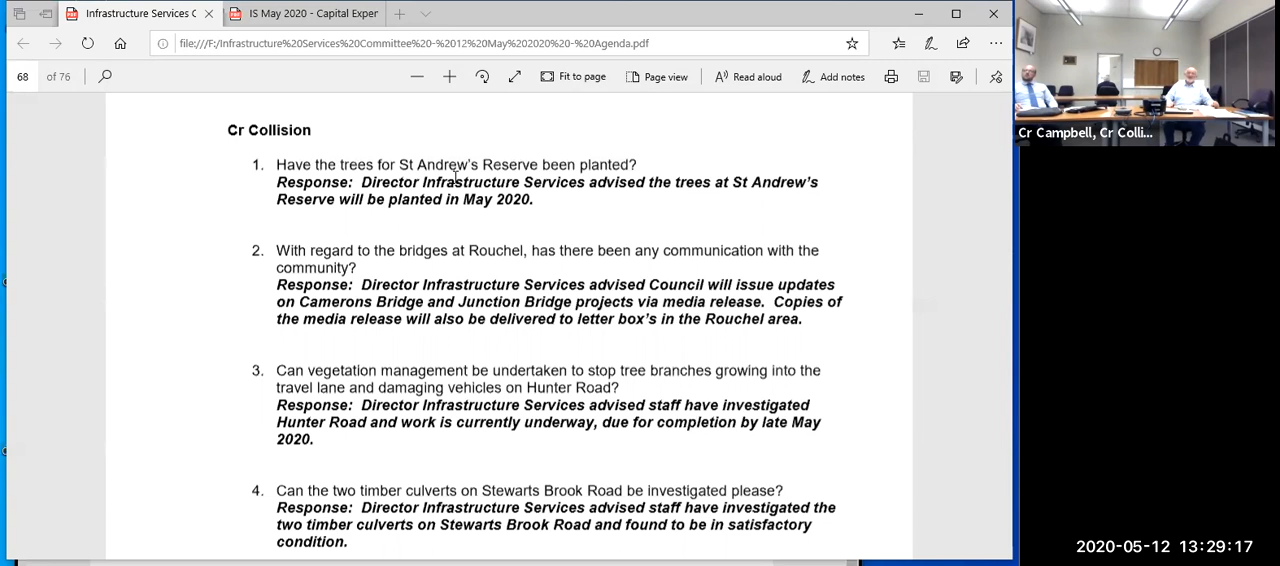 Infrastructure Services C
IS May 2020 - Capital Exper
file:///F:/Infrastructure%20Services%20Committee%20-%2012%20May%202020%20-%20Agenda.pdf
68 of 76
Fit to page
Page view
Read aloud
Add notes
Cr Collision
1. Have the trees for St Andrew's Reserve been planted?
Response: Director Infrastructure Services advised the trees at St Andrew's
Reserve will be planted in May 2020.
2. With regard to the bridges at Rouchel, has there been any communication with the
community?
Response: Director Infrastructure Services advised Council will issue updates
on Camerons Bridge and Junction Bridge projects via media release. Copies of
the media release will also be delivered to letter box's in the Rouchel area.
3. Can vegetation management be undertaken to stop tree branches growing into the
travel lane and damaging vehicles on Hunter Road?
Response: Director Infrastructure Services advised staff have investigated
Hunter Road and work is currently underway, due for completion by late May
2020.
4. Can the two timber culverts on Stewarts Brook Road be investigated please?
Response: Director Infrastructure Services advised staff have investigated the
two timber culverts on Stewarts Brook Road and found to be in satisfactory
condition.
Cr Campbell, Cr Colli...
2020-05-12 13:29:17